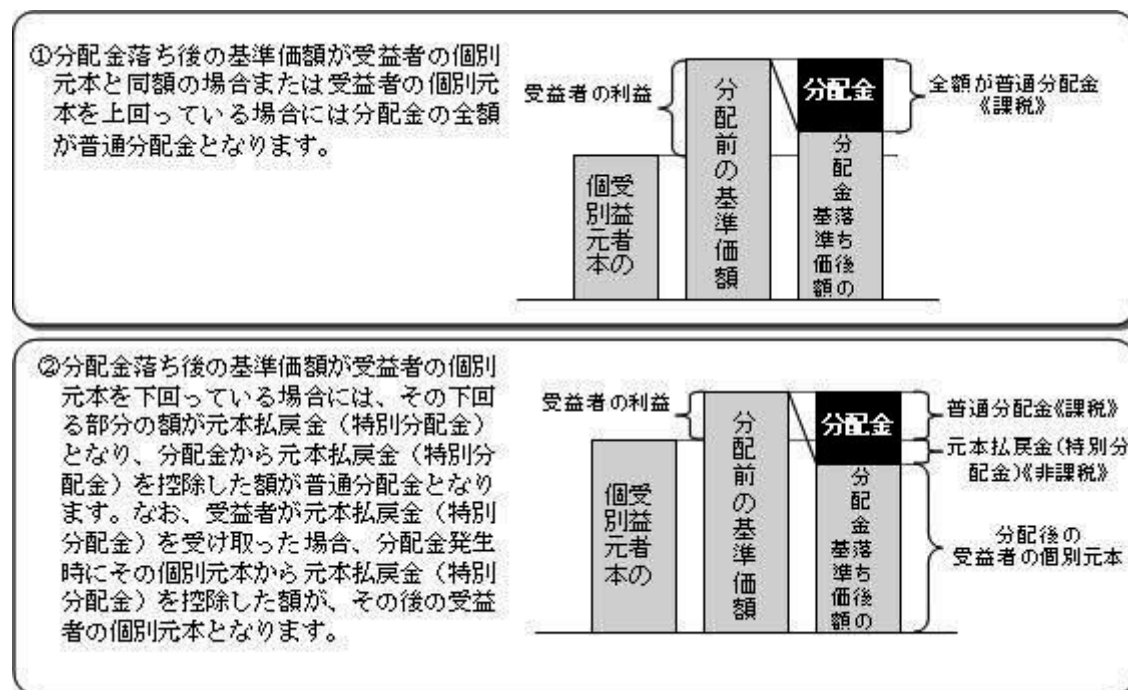 ①分配金落ち後の基準価額が受益者の個別
元本と同額の場合または受益者の個別元
本を上回っている場合には分配金の全額
が普通分配金となります。
受益者の利益
受益者の
個別元本
分配前の基準価額
分配金
分配金落ち後の
基準価額
全額が普通分配金
《課税》
②分配金落ち後の基準価額が受益者の個別
元本を下回っている場合には、その下回
る部分の額が元本払戻金（特別分配金）
となり、分配金から元本払戻金（特別分
配金）を控除した額が普通分配金となり
ます。なお、受益者が元本払戻金（特別
分配金）を受け取った場合、分配金発生
時にその個別元本から元本払戻金（特別
分配金）を控除した額が、その後の受益
者の個別元本となります。
受益者の利益
受益者の
個別元本
分配前の基準価額
分配金
分配金落ち後の
基準価額
普通分配金《課税》
元本払戻金(特別分
配金)《非課税》
分配後の
受益者の個別元本